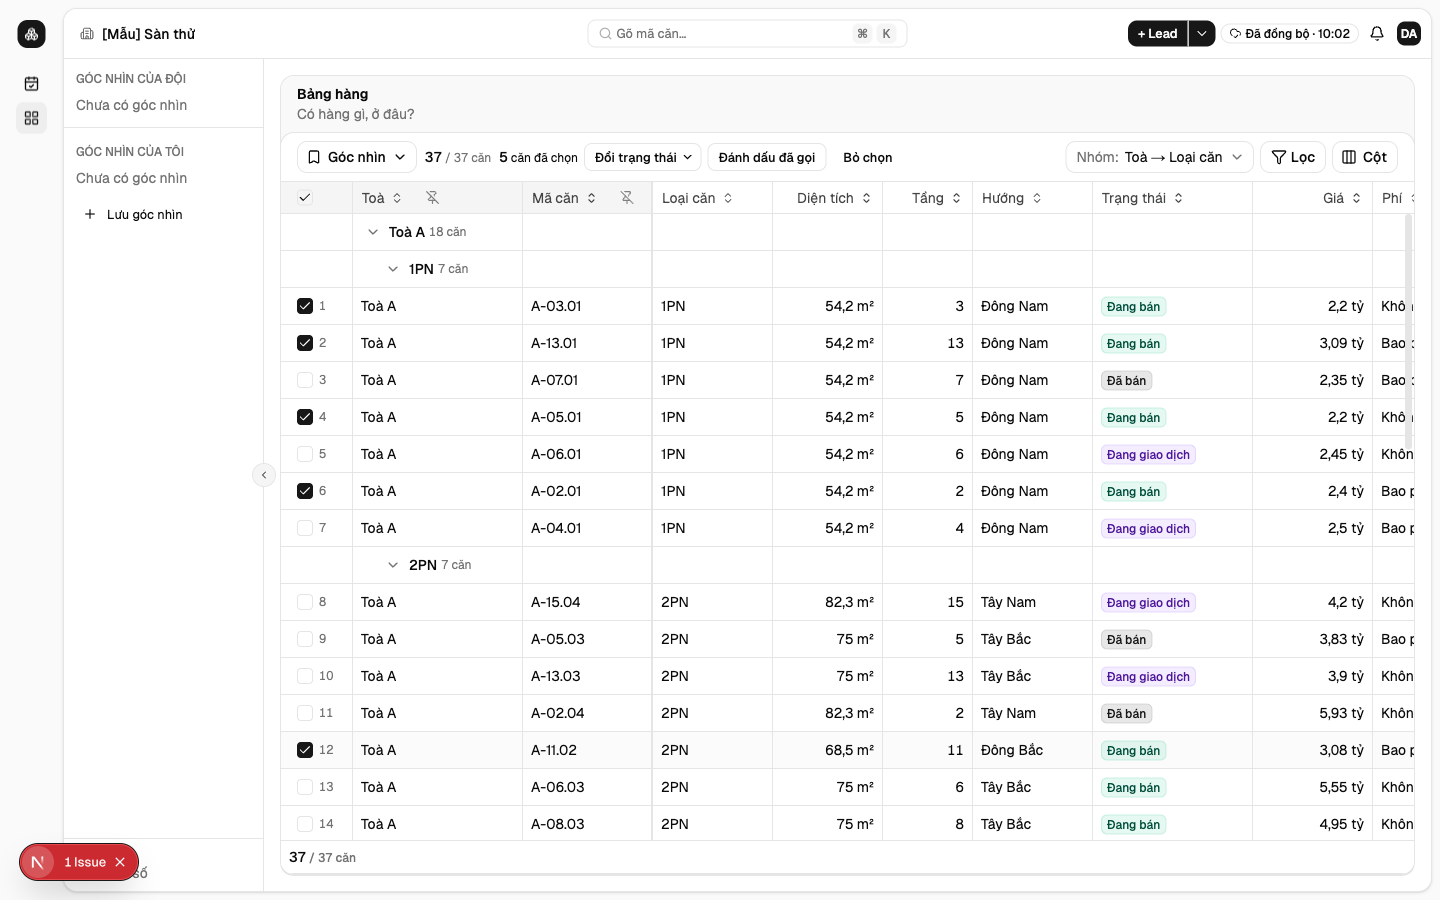 [Mẫu] Sàn thử
Gõ mã căn...
⌘ K
+ Lead
Đã đồng bộ · 10:02
DA
GÓC NHÌN CỦA ĐỘI
Chưa có góc nhìn
GÓC NHÌN CỦA TÔI
Chưa có góc nhìn
+ Lưu góc nhìn
Bảng hàng
Có hàng gì, ở đâu?
Góc nhìn 37 / 37 căn 5 căn đã chọn Đổi trạng thái Đánh dấu đã gọi Bỏ chọn Nhóm: Toà → Loại căn Lọc Cột
Toà Mã căn Loại căn Diện tích Tầng Hướng Trạng thái Giá Phí
Toà A 18 căn
1PN 7 căn
1 Toà A A-03.01 1PN 54,2 m² 3 Đông Nam Đang bán 2,2 tỷ
2 Toà A A-13.01 1PN 54,2 m² 13 Đông Nam Đang bán 3,09 tỷ Bao
3 Toà A A-07.01 1PN 54,2 m² 7 Đông Nam Đã bán 2,35 tỷ Bao
4 Toà A A-05.01 1PN 54,2 m² 5 Đông Nam Đang bán 2,2 tỷ
5 Toà A A-06.01 1PN 54,2 m² 6 Đông Nam Đang giao dịch 2,45 tỷ Khôn
6 Toà A A-02.01 1PN 54,2 m² 2 Đông Nam Đang bán 2,4 tỷ Bao p
7 Toà A A-04.01 1PN 54,2 m² 4 Đông Nam Đang giao dịch 2,5 tỷ Bao p
2PN 7 căn
8 Toà A A-15.04 2PN 82,3 m² 15 Tây Nam Đang giao dịch 4,2 tỷ Khôn
9 Toà A A-05.03 2PN 75 m² 5 Tây Bắc Đã bán 3,83 tỷ Bao p
10 Toà A A-13.03 2PN 75 m² 13 Tây Bắc Đang giao dịch 3,9 tỷ Khôn
11 Toà A A-02.04 2PN 82,3 m² 2 Tây Nam Đã bán 5,93 tỷ Khôn
12 Toà A A-11.02 2PN 68,5 m² 11 Đông Bắc Đang bán 3,08 tỷ Bao p
13 Toà A A-06.03 2PN 75 m² 6 Tây Bắc Đang bán 5,55 tỷ Khôn
14 Toà A A-08.03 2PN 75 m² 8 Tây Bắc Đang bán 4,95 tỷ Khôn
37 / 37 căn
N 1 Issue
số